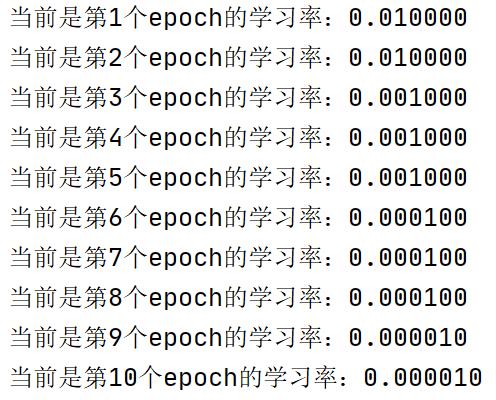 当前是第1个epoch的学习率：0.010000
当前是第2个epoch的学习率：0.010000
当前是第3个epoch的学习率：0.001000
当前是第4个epoch的学习率：0.001000
当前是第5个epoch的学习率：0.001000
当前是第6个epoch的学习率：0.000100
当前是第7个epoch的学习率：0.000100
当前是第8个epoch的学习率：0.000100
当前是第9个epoch的学习率：0.000010
当前是第10个epoch的学习率：0.000010